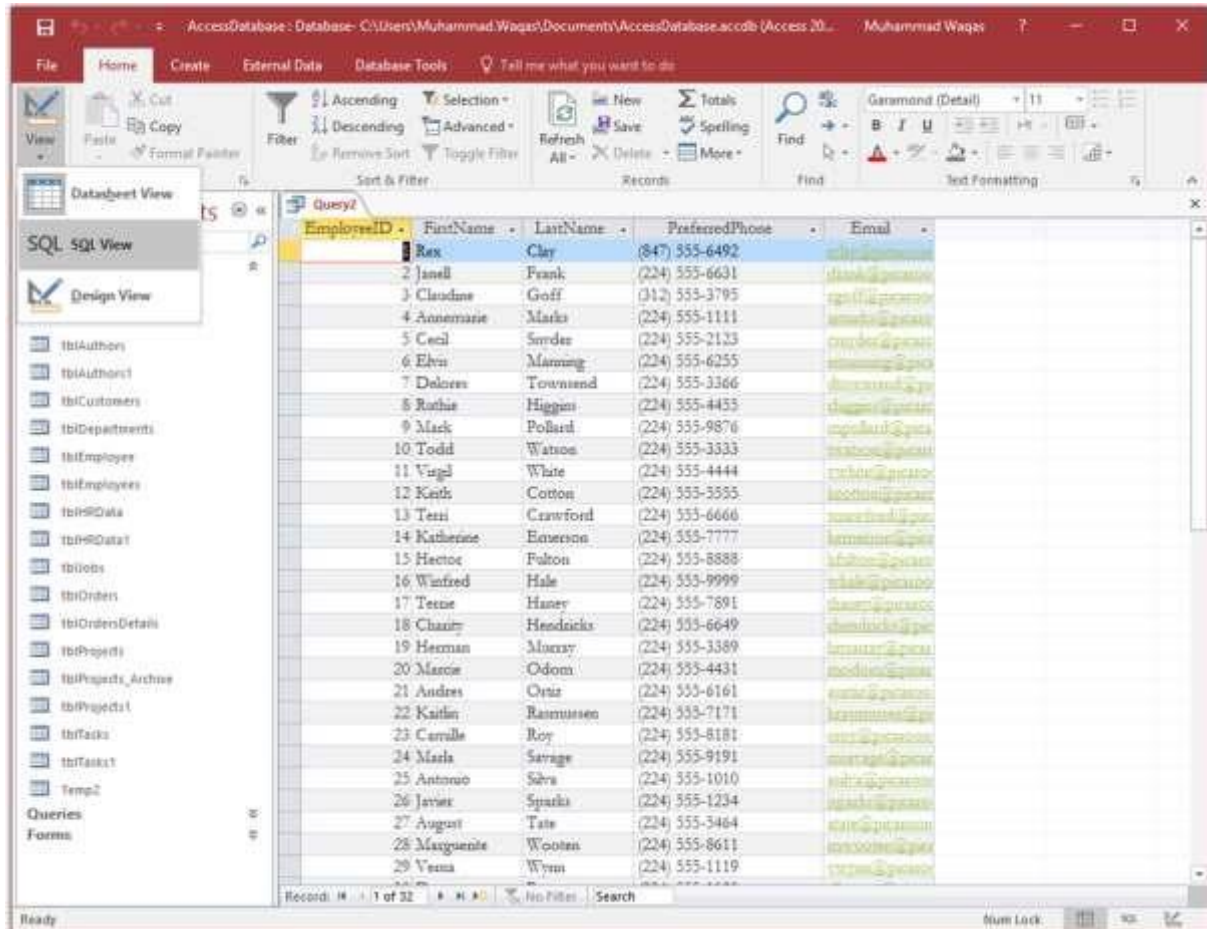 AccessDatabase : Database- C:\Users\Muhammad.Waqas\Documents\AccessDatabase.accdb (Access 20... Muhammad Waqas ?
File Home Create External Data Database Tools Tell me what you want to do
View
Paste
Cut
Copy
Format Painter
Filter
Ascending
Descending
Remove Sort
Selection
Advanced
Toggle Filter
Sort & Filter
Refresh All
New
Save
Delete
Totals
Spelling
More
Records
Find
Find
Garamond (Detail) 11
B I U
A
Text Formatting
Datasheet View
SQL SQL View
Design View
ts
tblAuthors
tblAuthors1
tblCustomers
tblDepartments
tblEmployee
tblEmployees
tblHRData
tblHRData1
tblJobs
tblOrders
tblOrdersDetails
tblProjects
tblProjects_Archive
tblProjects1
tblTasks
tblTasks1
Temp2
Queries
Forms
Query2
EmployeeID FirstName LastName PreferredPhone Email
1 Rex Clay (847) 555-6492
2 Janell Frank (224) 555-6631
3 Claudine Goff (312) 555-3795
4 Annemarie Marks (224) 555-1111
5 Cecil Snyder (224) 555-2123
6 Elvis Manning (224) 555-6255
7 Delores Townsend (224) 555-3366
8 Ruthie Higgins (224) 555-4453
9 Mack Pollard (224) 555-9876
10 Todd Watson (224) 555-3333
11 Virgil White (224) 555-4444
12 Keith Cotton (224) 555-5555
13 Terri Crawford (224) 555-6666
14 Katherine Emerson (224) 555-7777
15 Hector Fulton (224) 555-8888
16 Winfred Hale (224) 555-9999
17 Terrie Haney (224) 555-7891
18 Charity Hendricks (224) 555-6649
19 Herman Murray (224) 555-3389
20 Marcie Odom (224) 555-4431
21 Andres Ortiz (224) 555-6161
22 Kaitlin Rasmussen (224) 555-7171
23 Camille Roy (224) 555-8181
24 Marla Savage (224) 555-9191
25 Antonio Silva (224) 555-1010
26 Javier Sparks (224) 555-1234
27 August Tate (224) 555-5464
28 Marguerite Wooten (224) 555-8611
29 Verna Wynn (224) 555-1119
Record: 1 of 32 No Filter Search
Ready Num Lock SQL